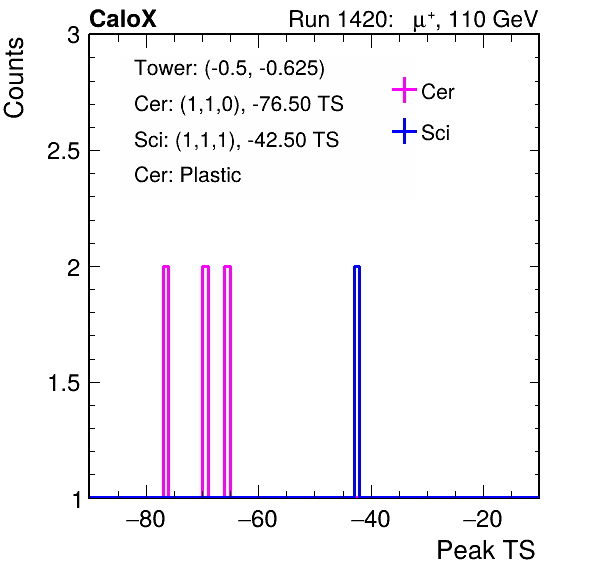 CaloX Run 1420: μ⁺, 110 GeV
Counts
Tower: (-0.5, -0.625)
Cer: (1,1,0), -76.50 TS
Sci: (1,1,1), -42.50 TS
Cer: Plastic
Cer
Sci
3
2.5
2
1.5
1
−80 −60 −40 −20
Peak TS